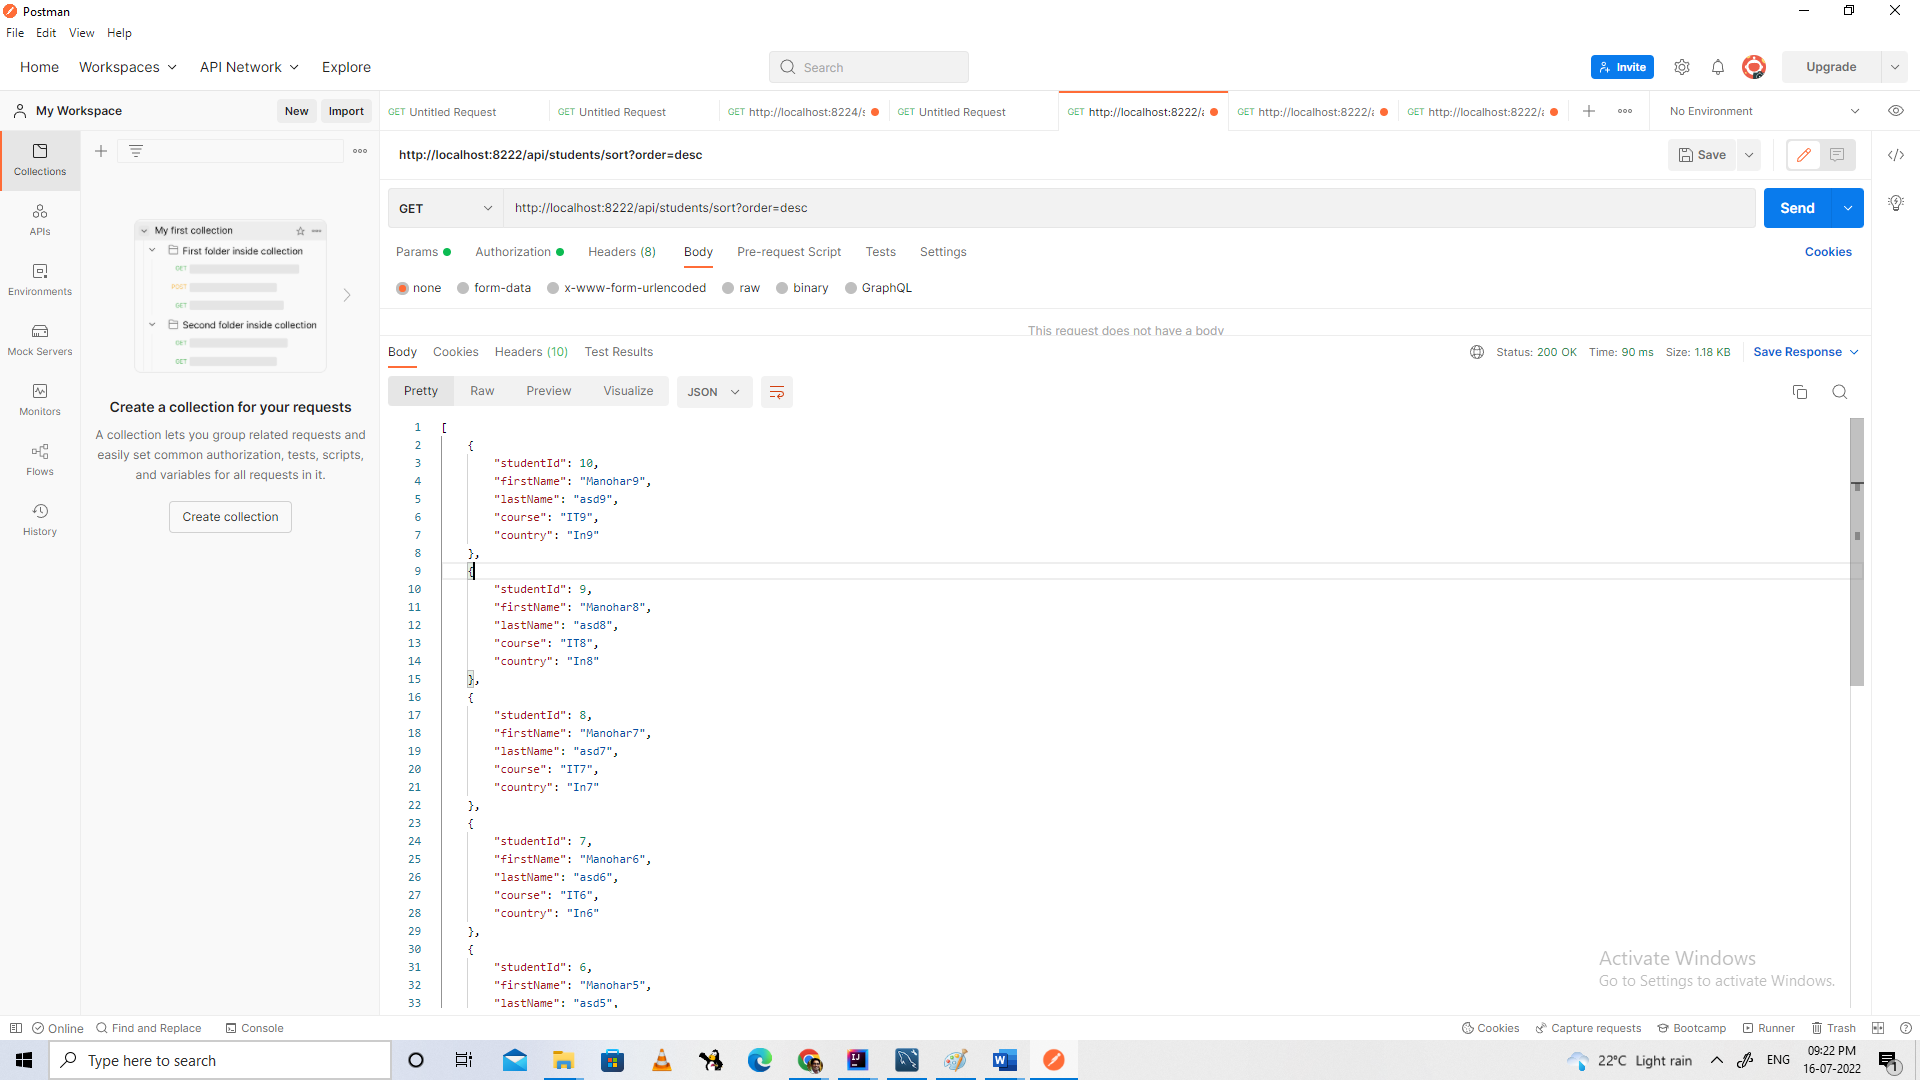 Postman
File Edit View Help
Home Workspaces API Network Explore
Search
Invite
Upgrade
My Workspace
New Import
GET Untitled Request
GET Untitled Request
GET http://localhost:8224/s
GET Untitled Request
GET http://localhost:8222/a
GET http://localhost:8222/a
GET http://localhost:8222/a
No Environment
http://localhost:8222/api/students/sort?order=desc
Save
GET
http://localhost:8222/api/students/sort?order=desc
Send
Params Authorization Headers (8) Body Pre-request Script Tests Settings
Cookies
none form-data x-www-form-urlencoded raw binary GraphQL
This request does not have a body
Collections
APIs
Environments
Mock Servers
Monitors
Flows
History
My first collection
First folder inside collection
GET
POST
GET
Second folder inside collection
GET
GET
Create a collection for your requests
A collection lets you group related requests and
easily set common authorization, tests, scripts,
and variables for all requests in it.
Create collection
Body Cookies Headers (10) Test Results
Status: 200 OK Time: 90 ms Size: 1.18 KB
Save Response
Pretty Raw Preview Visualize JSON
1 [
2 {
3 "studentId": 10,
4 "firstName": "Manohar9",
5 "lastName": "asd9",
6 "course": "IT9",
7 "country": "In9"
8 },
9 {
10 "studentId": 9,
11 "firstName": "Manohar8",
12 "lastName": "asd8",
13 "course": "IT8",
14 "country": "In8"
15 },
16 {
17 "studentId": 8,
18 "firstName": "Manohar7",
19 "lastName": "asd7",
20 "course": "IT7",
21 "country": "In7"
22 },
23 {
24 "studentId": 7,
25 "firstName": "Manohar6",
26 "lastName": "asd6",
27 "course": "IT6",
28 "country": "In6"
29 },
30 {
31 "studentId": 6,
32 "firstName": "Manohar5",
33 "lastName": "asd5",
Activate Windows
Go to Settings to activate Windows.
Online Find and Replace Console
Cookies Capture requests Bootcamp Runner Trash
Type here to search
22°C Light rain
ENG
09:22 PM
16-07-2022
1